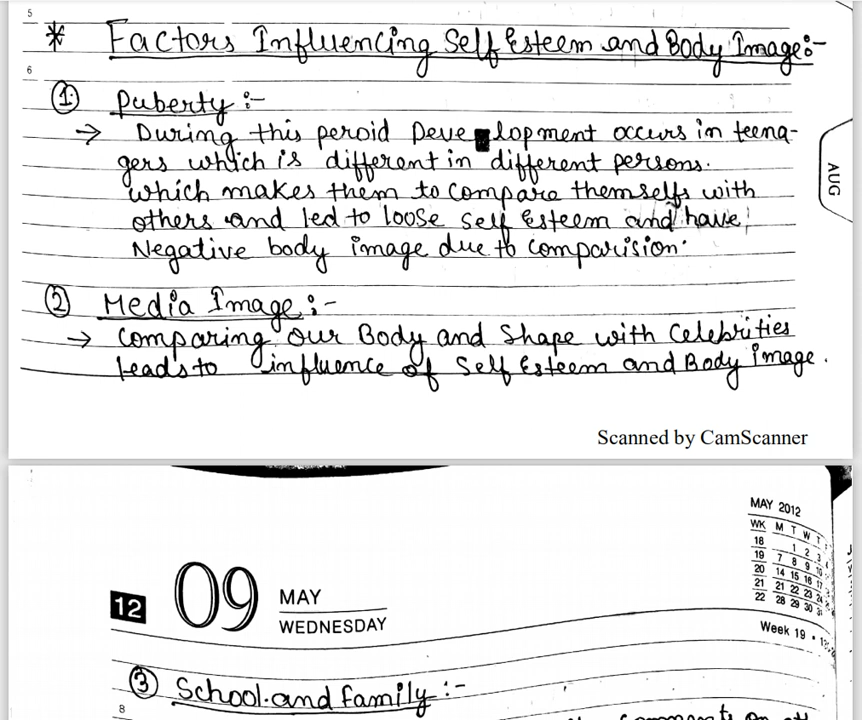 5
* Factors Influencing Self Esteem and Body Image:-
6
① Puberty :-
→ During this peroid Deve lopment occurs in teena-
gers which is different in different persons.
which makes them to compare themselfs with
others and led to loose self Esteem and have
Negative body image due to comparision.
AUG
② Media Image :-
→ Comparing our Body and Shape with Celebrities
leads to influence of Self Esteem and Body image.
Scanned by CamScanner
MAY 2012
WK M T W T
18 1 2 3
19 7 8 9 10
20 14 15 16 17
21 21 22 23 24
22 28 29 30 31
12 09 MAY
WEDNESDAY
Week 19 •
③ School and family :-
8
comments on